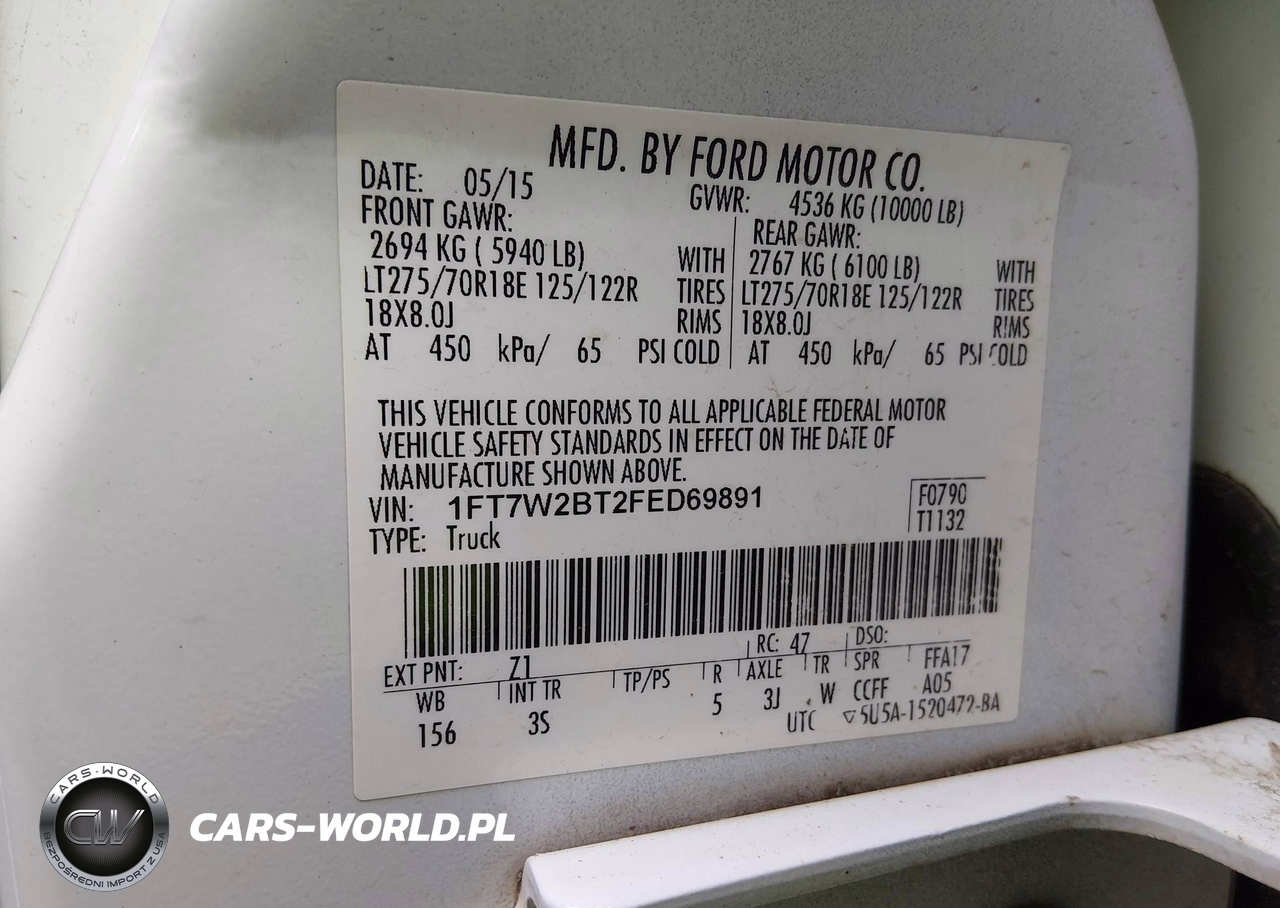 MFD. BY FORD MOTOR CO.
DATE: 05/15 GVWR: 4536 KG (10000 LB)
FRONT GAWR: REAR GAWR:
2694 KG ( 5940 LB) WITH 2767 KG ( 6100 LB) WITH
LT275/70R18E 125/122R TIRES LT275/70R18E 125/122R TIRES
18X8.0J RIMS 18X8.0J RIMS
AT 450 kPa/ 65 PSI COLD AT 450 kPa/ 65 PSI COLD
THIS VEHICLE CONFORMS TO ALL APPLICABLE FEDERAL MOTOR
VEHICLE SAFETY STANDARDS IN EFFECT ON THE DATE OF
MANUFACTURE SHOWN ABOVE.
VIN: 1FT7W2BT2FED69891 F0790
TYPE: Truck T1132
EXT PNT: Z1 RC: 47 DSO:
WB INT TR TP/PS R AXLE TR SPR FFA17
156 3S 5 3J W CCFF A05
UTC ▽5U5A-1520472-BA
CARS-WORLD
CW
BEZPOŚREDNI IMPORT Z USA
CARS-WORLD.PL